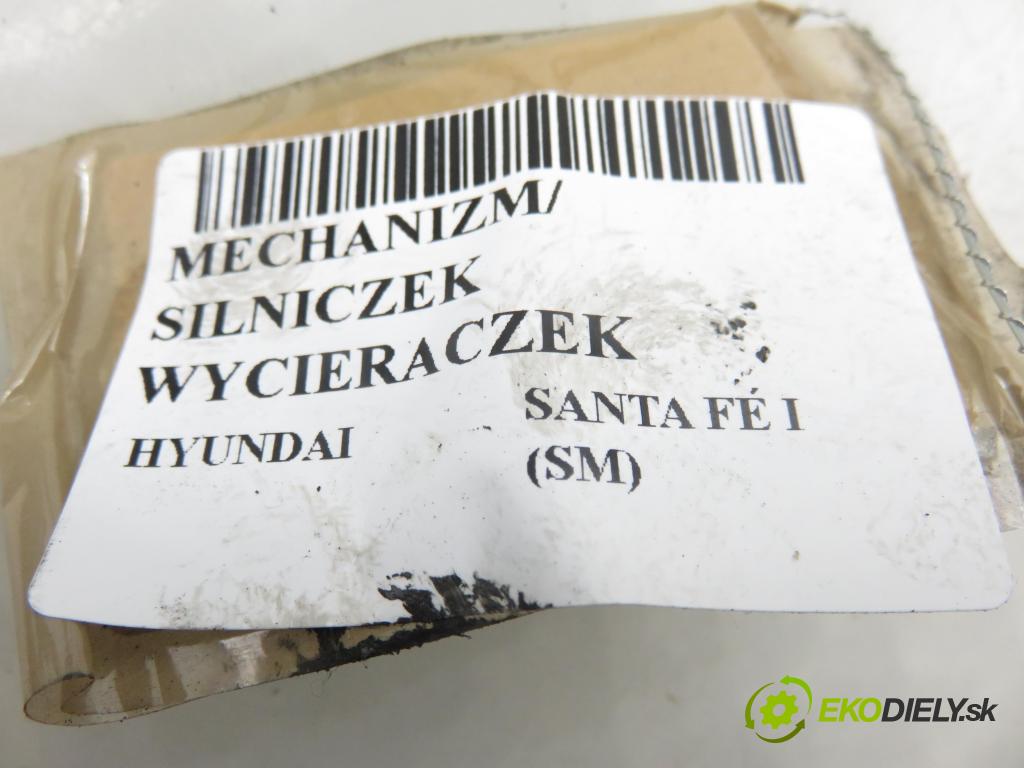 MECHANIZM/
SILNICZEK
WYCIERACZEK
HYUNDAI
SANTA FÉ I
(SM)
EKODIELY.sk